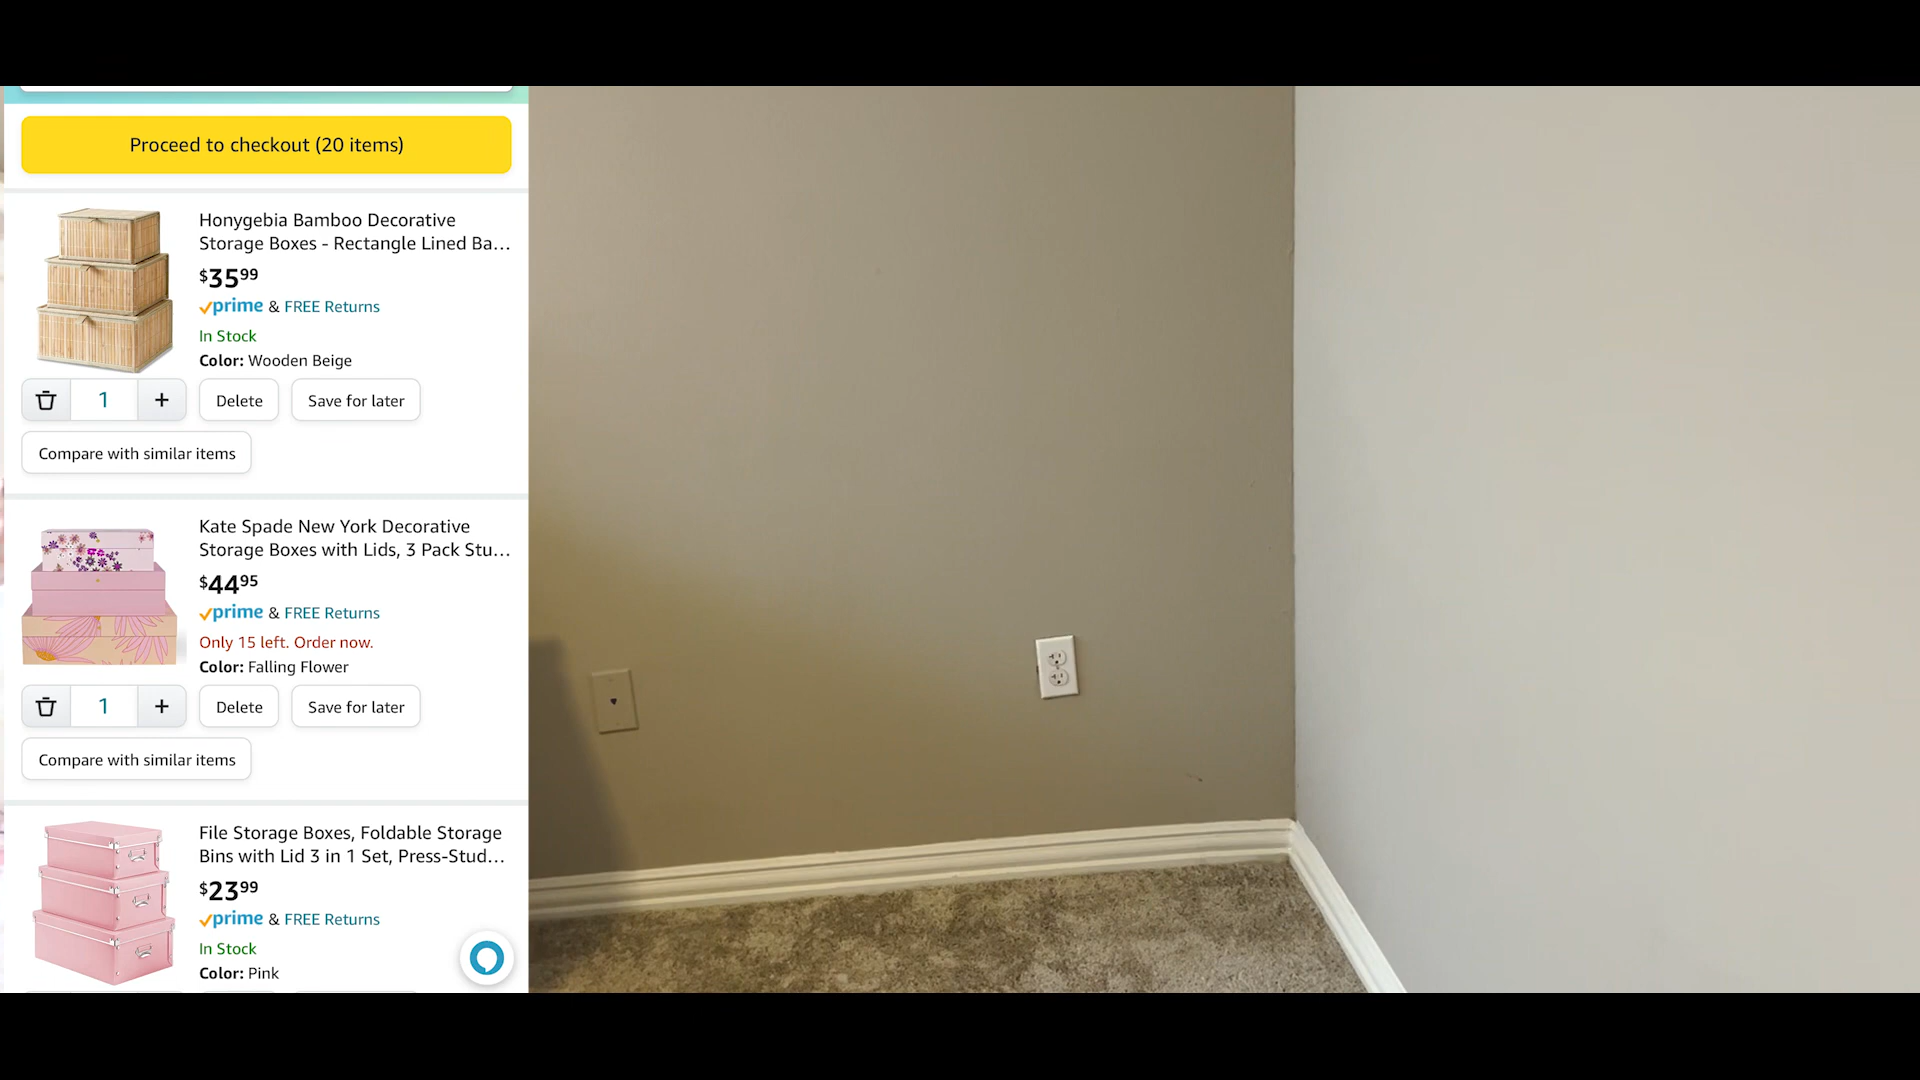 Proceed to checkout (20 items)
Honygebia Bamboo Decorative
Storage Boxes - Rectangle Lined Ba...
$35.99
prime & FREE Returns
In Stock
Color: Wooden Beige
1 + Delete Save for later
Compare with similar items
Kate Spade New York Decorative
Storage Boxes with Lids, 3 Pack Stu...
$44.95
prime & FREE Returns
Only 15 left. Order now.
Color: Falling Flower
1 + Delete Save for later
Compare with similar items
File Storage Boxes, Foldable Storage
Bins with Lid 3 in 1 Set, Press-Stud...
$23.99
prime & FREE Returns
In Stock
Color: Pink